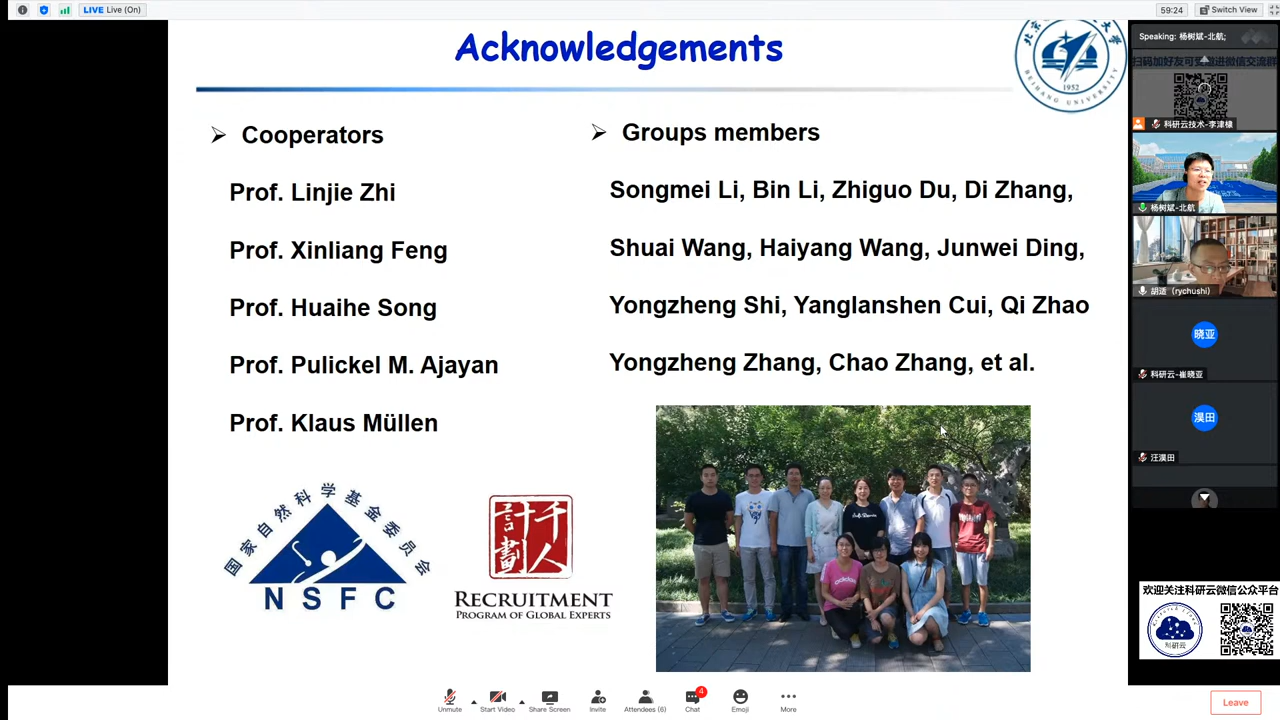 LIVE Live (On)
59:24
Switch View
Acknowledgements
BEIHANG UNIVERSITY
1952
Cooperators
Prof. Linjie Zhi
Prof. Xinliang Feng
Prof. Huaihe Song
Prof. Pulickel M. Ajayan
Prof. Klaus Müllen
国家自然科学基金委员会
NSFC
千人計劃
RECRUITMENT
PROGRAM OF GLOBAL EXPERTS
Groups members
Songmei Li, Bin Li, Zhiguo Du, Di Zhang,
Shuai Wang, Haiyang Wang, Junwei Ding,
Yongzheng Shi, Yanglanshen Cui, Qi Zhao
Yongzheng Zhang, Chao Zhang, et al.
Speaking: 杨树斌-北航;
科研云技术-李津棣
杨树斌-北航
胡适（rychushi）
晓亚
科研云-崔晓亚
淏田
汪淏田
欢迎关注科研云微信公众平台
科研云
Unmute
Start Video
Share Screen
Invite
Attendees (6)
4
Chat
Emoji
More
Leave